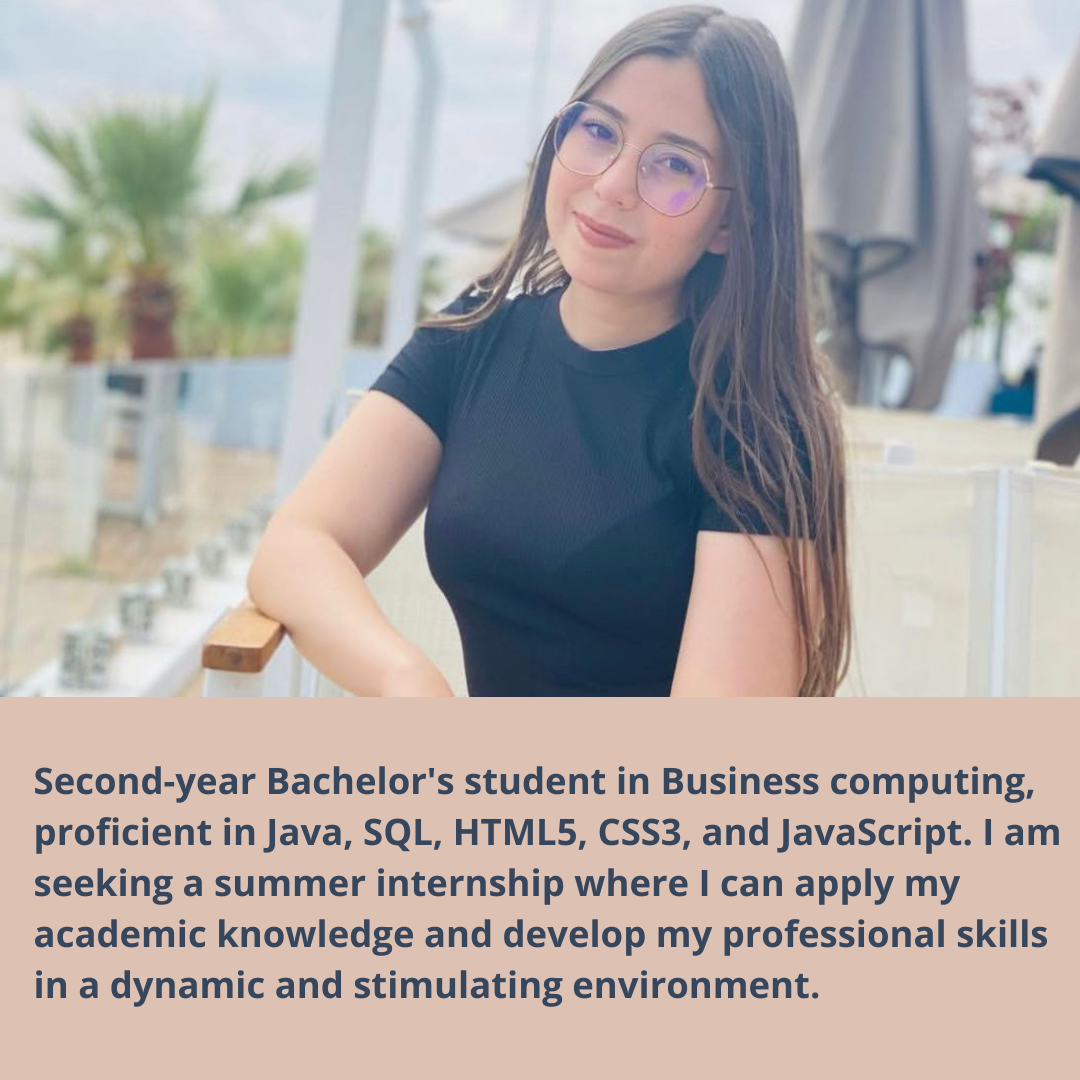 Second-year Bachelor's student in Business computing,
proficient in Java, SQL, HTML5, CSS3, and JavaScript. I am
seeking a summer internship where I can apply my
academic knowledge and develop my professional skills
in a dynamic and stimulating environment.